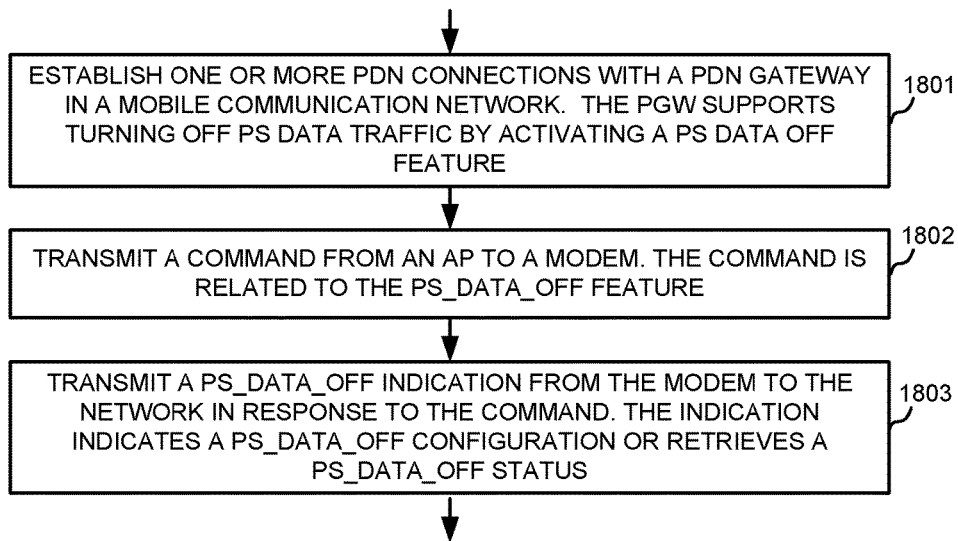 ESTABLISH ONE OR MORE PDN CONNECTIONS WITH A PDN GATEWAY
IN A MOBILE COMMUNICATION NETWORK. THE PGW SUPPORTS
TURNING OFF PS DATA TRAFFIC BY ACTIVATING A PS DATA OFF
FEATURE
1801
TRANSMIT A COMMAND FROM AN AP TO A MODEM. THE COMMAND IS
RELATED TO THE PS_DATA_OFF FEATURE
1802
TRANSMIT A PS_DATA_OFF INDICATION FROM THE MODEM TO THE
NETWORK IN RESPONSE TO THE COMMAND. THE INDICATION
INDICATES A PS_DATA_OFF CONFIGURATION OR RETRIEVES A
PS_DATA_OFF STATUS
1803